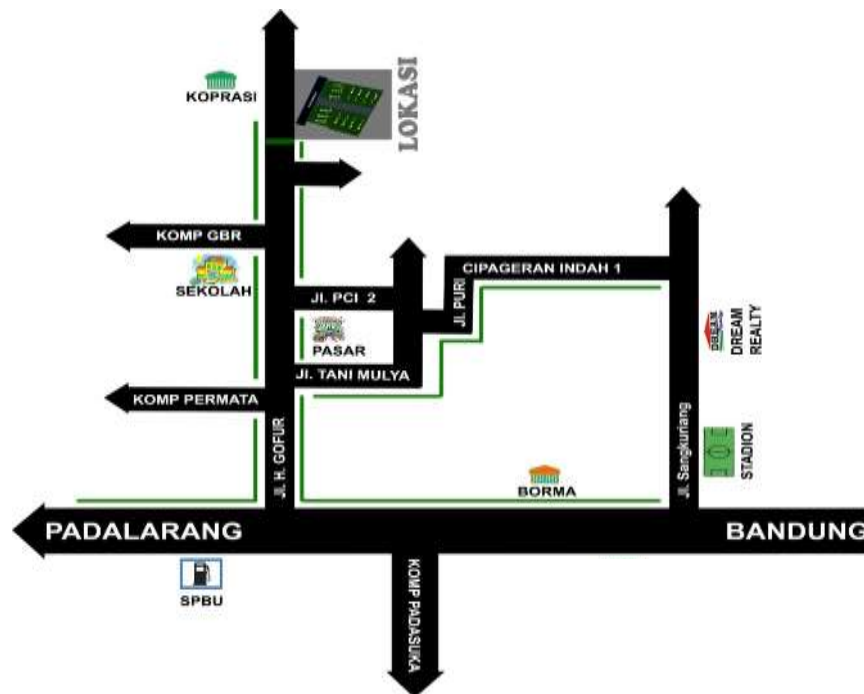 KOPRASI
LOKASI
KOMP GBR
SEKOLAH
JL. PCI 2
CIPAGERAN INDAH 1
JL. PURI
PASAR
JL. TANI MULYA
KOMP PERMATA
JL. H. GOFUR
DREAM
DREAM
REALTY
Jl. Sangkuriang
STADION
BORMA
PADALARANG
BANDUNG
SPBU
KOMP PADASUKA